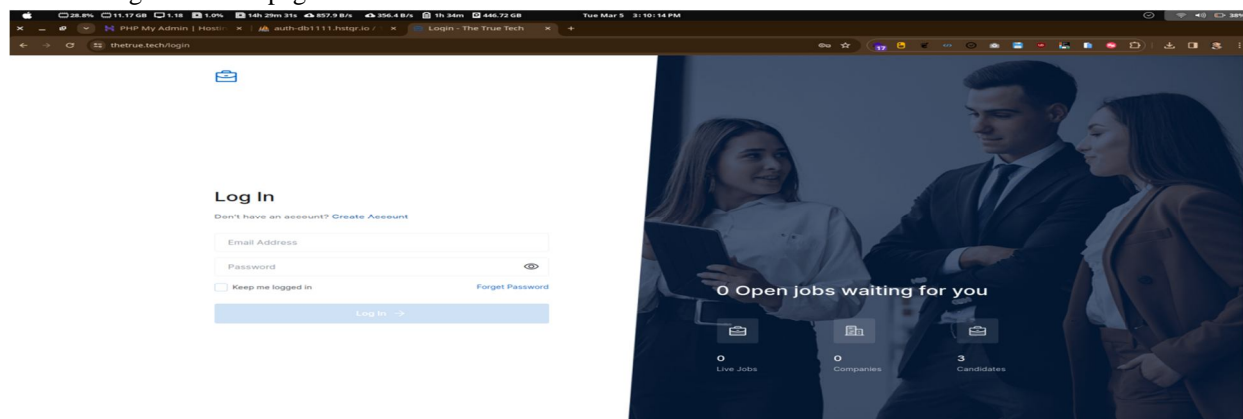 28.8% 11.17 GB 1.18 1.0% 14h 29m 31s 857.9 B/s 356.4 B/s 1h 34m 446.72 GB Tue Mar 5 3:10:14 PM 38%
PHP My Admin | Hostin auth-db1111.hstgr.io / Login - The True Tech
thetrue.tech/login
17
Log In
Don't have an account? Create Account
Email Address
Password
Keep me logged in Forget Password
Log In →
0 Open jobs waiting for you
0 0 3
Live Jobs Companies Candidates